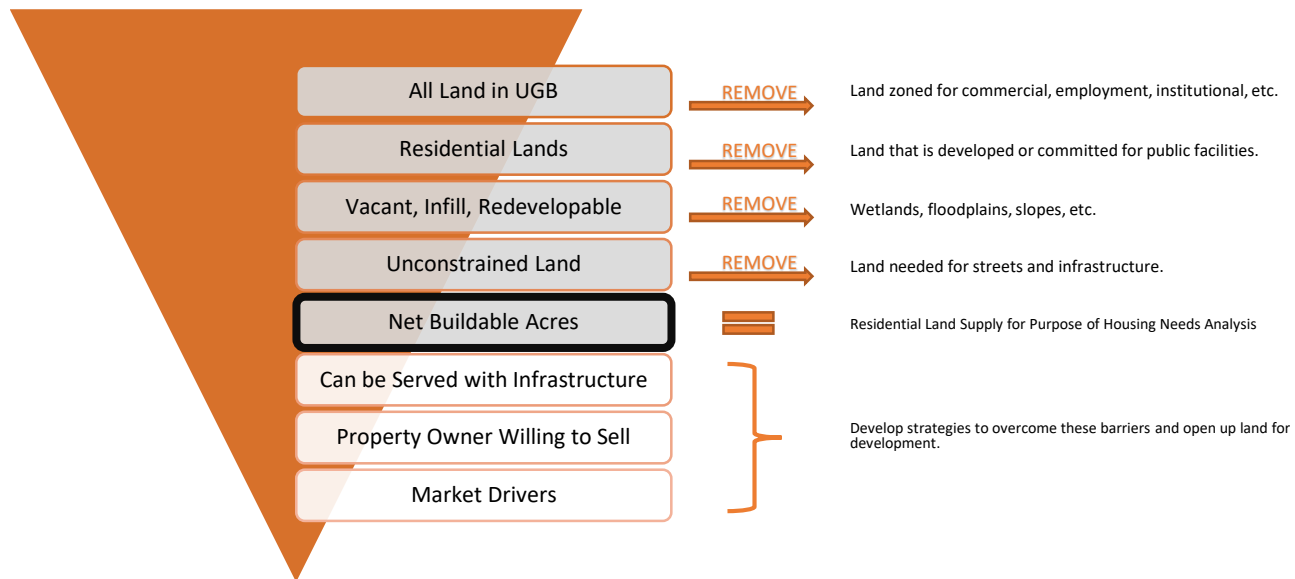 All Land in UGB
REMOVE
Land zoned for commercial, employment, institutional, etc.
Residential Lands
REMOVE
Land that is developed or committed for public facilities.
Vacant, Infill, Redevelopable
REMOVE
Wetlands, floodplains, slopes, etc.
Unconstrained Land
REMOVE
Land needed for streets and infrastructure.
Net Buildable Acres
Residential Land Supply for Purpose of Housing Needs Analysis
Can be Served with Infrastructure
Property Owner Willing to Sell
Market Drivers
Develop strategies to overcome these barriers and open up land for
development.